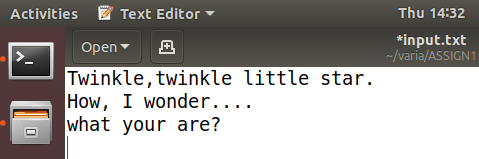 Activities Text Editor Thu 14:32
Open *input.txt
~/varia/ASSIGN1
Twinkle,twinkle little star.
How, I wonder....
what your are?